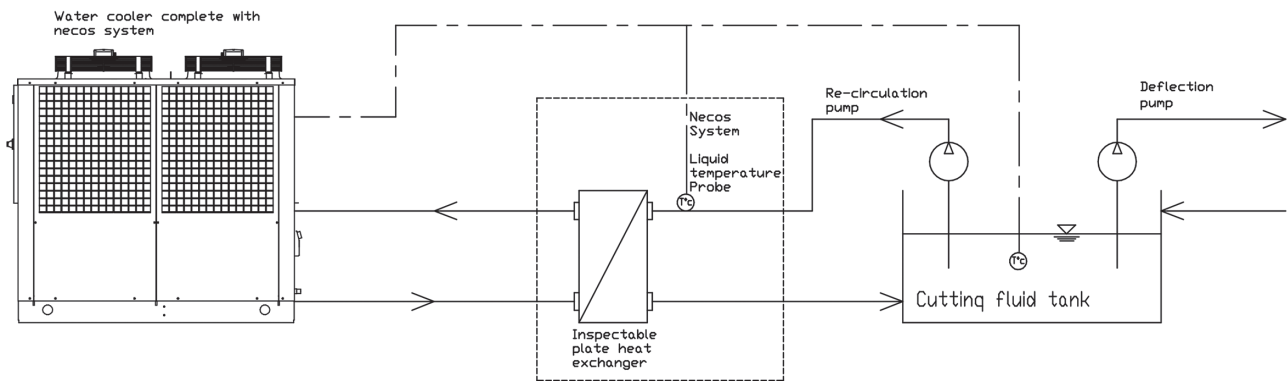 Water cooler complete with
necos system
Re-circulation
pump
Deflection
pump
Necos
System
Liquid
temperature
Probe
T°c
T°c
Cutting fluid tank
Inspectable
plate heat
exchanger